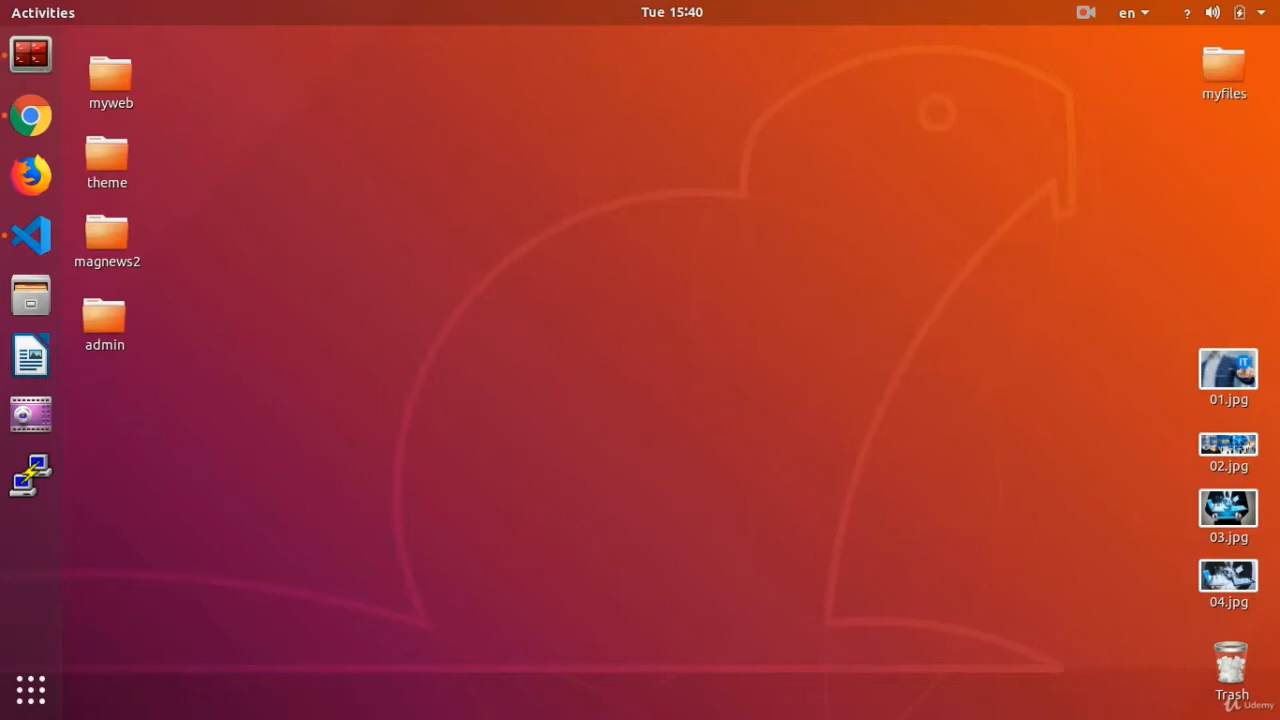 Activities
Tue 15:40
en
?
myweb
theme
magnews2
admin
myfiles
IT
01.jpg
02.jpg
03.jpg
04.jpg
Trash
Udemy